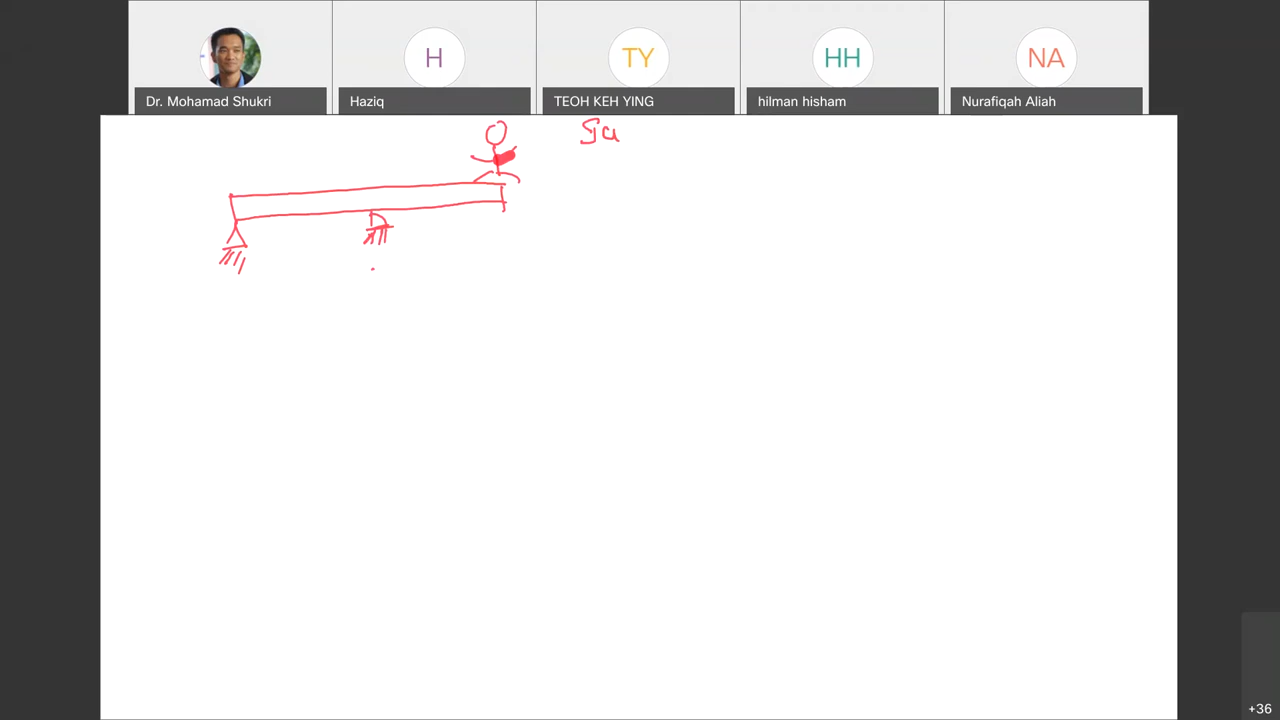 H
TY
HH
NA
Dr. Mohamad Shukri
Haziq
TEOH KEH YING
hilman hisham
Nurafiqah Aliah
+36